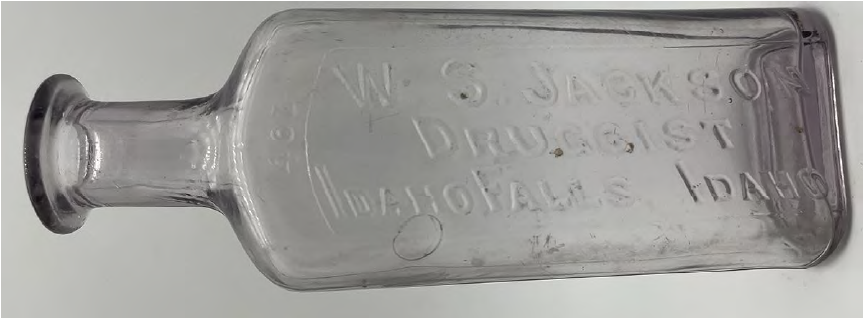 W. S. JACKSON
DRUGGIST
IDAHO FALLS IDAHO